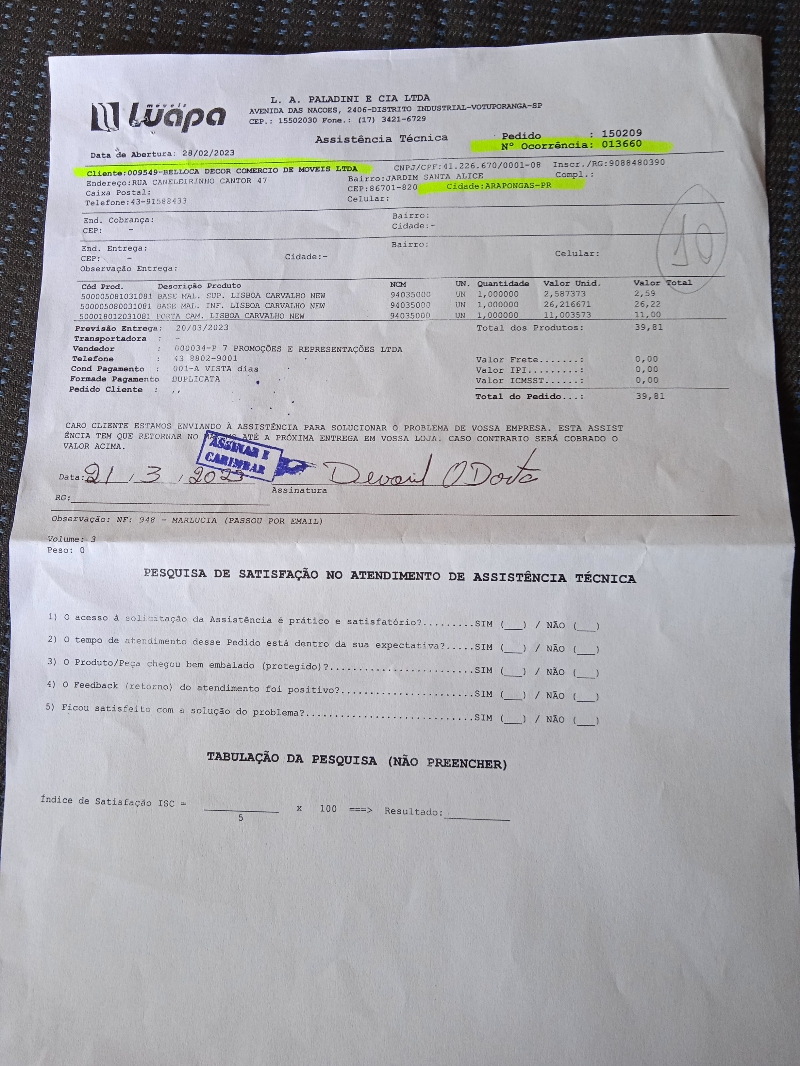 móveis
Luapa
L. A. PALADINI E CIA LTDA
AVENIDA DAS NACOES, 2406-DISTRITO INDUSTRIAL-VOTUPORANGA-SP
CEP.: 15502030 Fone.: (17) 3421-6729
Assistência Técnica
Pedido : 150209
Nº Ocorrência: 013660
Data de Abertura: 28/02/2023
Cliente:009549-BELLOCA DECOR COMERCIO DE MOVEIS LTDA CNPJ/CPF:41.226.670/0001-08 Inscr./RG:9088480390
Endereço:RUA CANELEIRINHO CANTOR 47 Bairro:JARDIM SANTA ALICE Compl.:
Caixa Postal: CEP:86701-820 Cidade:ARAPONGAS-PR
Telefone:43-91588433 Celular:
10
End. Cobrança: Bairro:
CEP: - Cidade:-
End. Entrega: Bairro:
CEP: - Cidade:- Celular:
Observação Entrega:
Cód Prod. Descrição Produto NCM UN. Quantidade Valor Unid. Valor Total
500005081031081 BASE MAL. SUP. LISBOA CARVALHO NEW 94035000 UN 1,000000 2,587373 2,59
500005080031081 BASE MAL. INF. LISBOA CARVALHO NEW 94035000 UN 1,000000 26,216671 26,22
500018012031081 PORTA CAM. LISBOA CARVALHO NEW 94035000 UN 1,000000 11,003573 11,00
Previsão Entrega: 20/03/2023 Total dos Produtos: 39,81
Transportadora : -
Vendedor : 000034-P 7 PROMOÇÕES E REPRESENTAÇÕES LTDA
Telefone : 43 8802-9001 Valor Frete.......: 0,00
Cond Pagamento : 001-A VISTA dias Valor IPI.........: 0,00
Formade Pagamento DUPLICATA Valor ICMSST......: 0,00
Pedido Cliente : ,, Total do Pedido...: 39,81
CARO CLIENTE ESTAMOS ENVIANDO À ASSISTÊNCIA PARA SOLUCIONAR O PROBLEMA DE VOSSA EMPRESA. ESTA ASSIST
ÊNCIA TEM QUE RETORNAR NO ATÉ A PRÓXIMA ENTREGA EM VOSSA LOJA. CASO CONTRARIO SERÁ COBRADO O
VALOR ACIMA.
ASSINAR E
CARIMBAR
Data: 21/3/2023
Assinatura
RG:
Observação: NF: 948 - MARLUCIA (PASSOU POR EMAIL)
Volume: 3
Peso: 0
PESQUISA DE SATISFAÇÃO NO ATENDIMENTO DE ASSISTÊNCIA TÉCNICA
1) O acesso à solicitação da Assistência é prático e satisfatório?.........SIM (___) / NÃO (___)
2) O tempo de atendimento desse Pedido está dentro da sua expectativa?.....SIM (___) / NÃO (___)
3) O Produto/Peça chegou bem embalado (protegido)?.........................SIM (___) / NÃO (___)
4) O Feedback (retorno) do atendimento foi positivo?.......................SIM (___) / NÃO (___)
5) Ficou satisfeito com a solução do problema?.............................SIM (___) / NÃO (___)
TABULAÇÃO DA PESQUISA (NÃO PREENCHER)
Índice de Satisfação ISC = ___________ x 100 ===> Resultado:__________
5